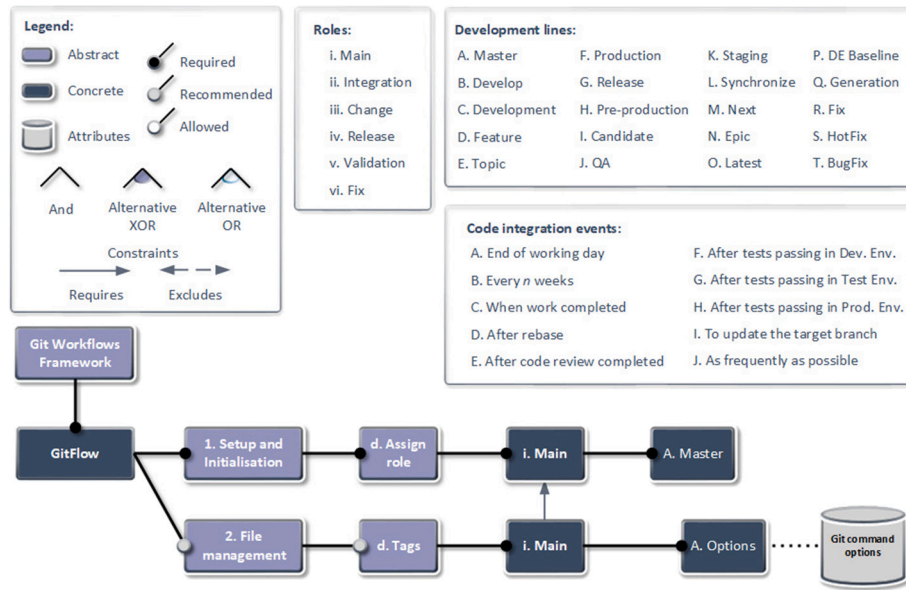 Legend:
Abstract
Concrete
Attributes
Required
Recommended
Allowed
And
Alternative
XOR
Alternative
OR
Constraints
Requires
Excludes
Roles:
i. Main
ii. Integration
iii. Change
iv. Release
v. Validation
vi. Fix
Development lines:
A. Master
B. Develop
C. Development
D. Feature
E. Topic
F. Production
G. Release
H. Pre-production
I. Candidate
J. QA
K. Staging
L. Synchronize
M. Next
N. Epic
O. Latest
P. DE Baseline
Q. Generation
R. Fix
S. HotFix
T. BugFix
Code integration events:
A. End of working day
B. Every n weeks
C. When work completed
D. After rebase
E. After code review completed
F. After tests passing in Dev. Env.
G. After tests passing in Test Env.
H. After tests passing in Prod. Env.
I. To update the target branch
J. As frequently as possible
Git Workflows
Framework
GitFlow
1. Setup and
Initialisation
d. Assign
role
i. Main
A. Master
2. File
management
d. Tags
i. Main
A. Options
Git command
options